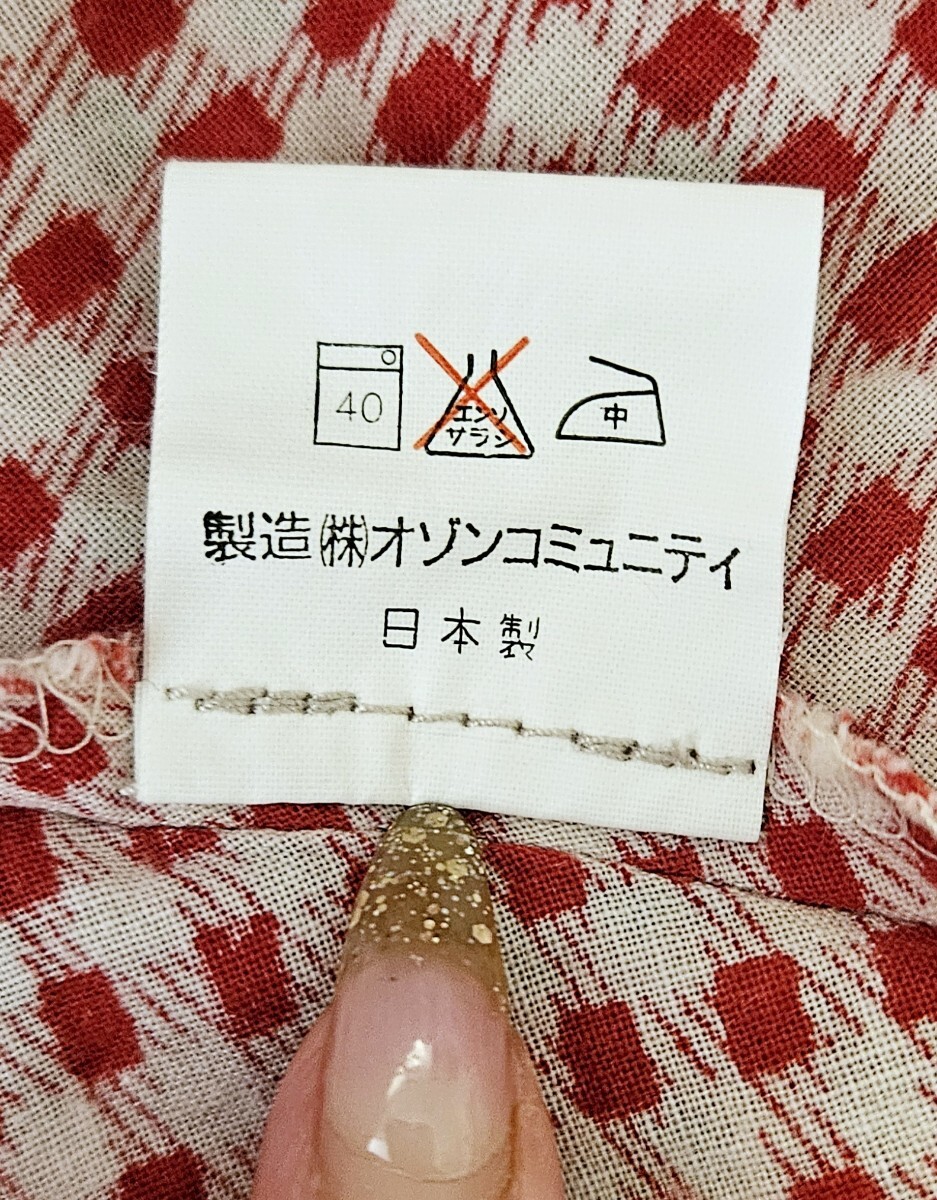 40
エンソ
サラシ
中
製造㈱オゾンコミュニティ
日本製